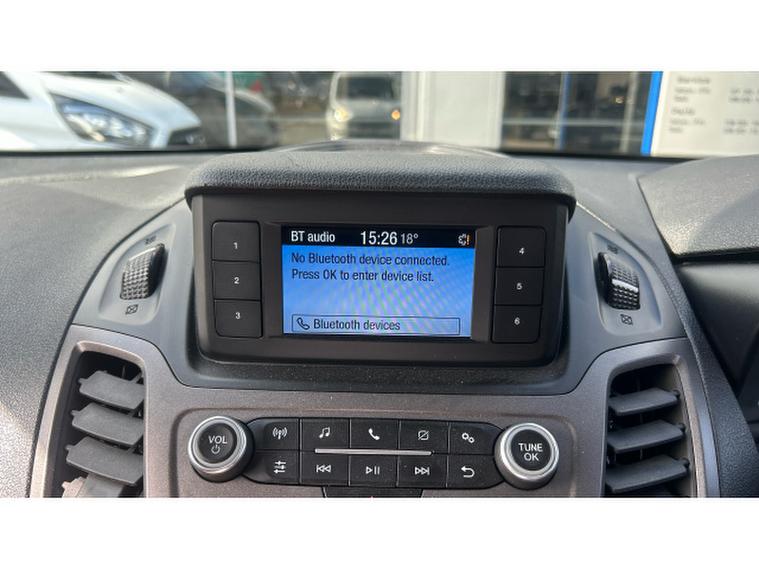 BT audio 15:26 18°
No Bluetooth device connected.
Press OK to enter device list.
Bluetooth devices
1
2
3
4
5
6
VOL
TUNE
OK
Service